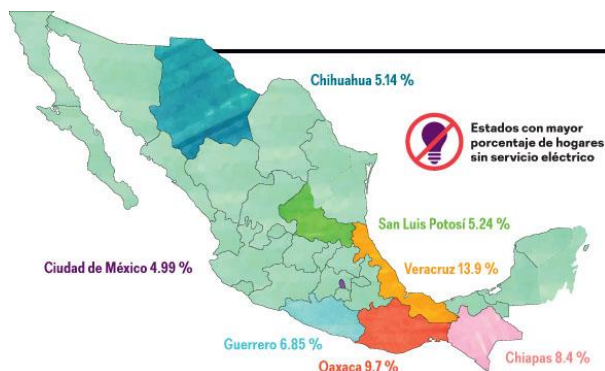 Chihuahua 5.14 %
Estados con mayor
porcentaje de hogares
sin servicio eléctrico
San Luis Potosí 5.24 %
Ciudad de México 4.99 %
Veracruz 13.9 %
Guerrero 6.85 %
Chiapas 8.4 %
Oaxaca 9.7 %